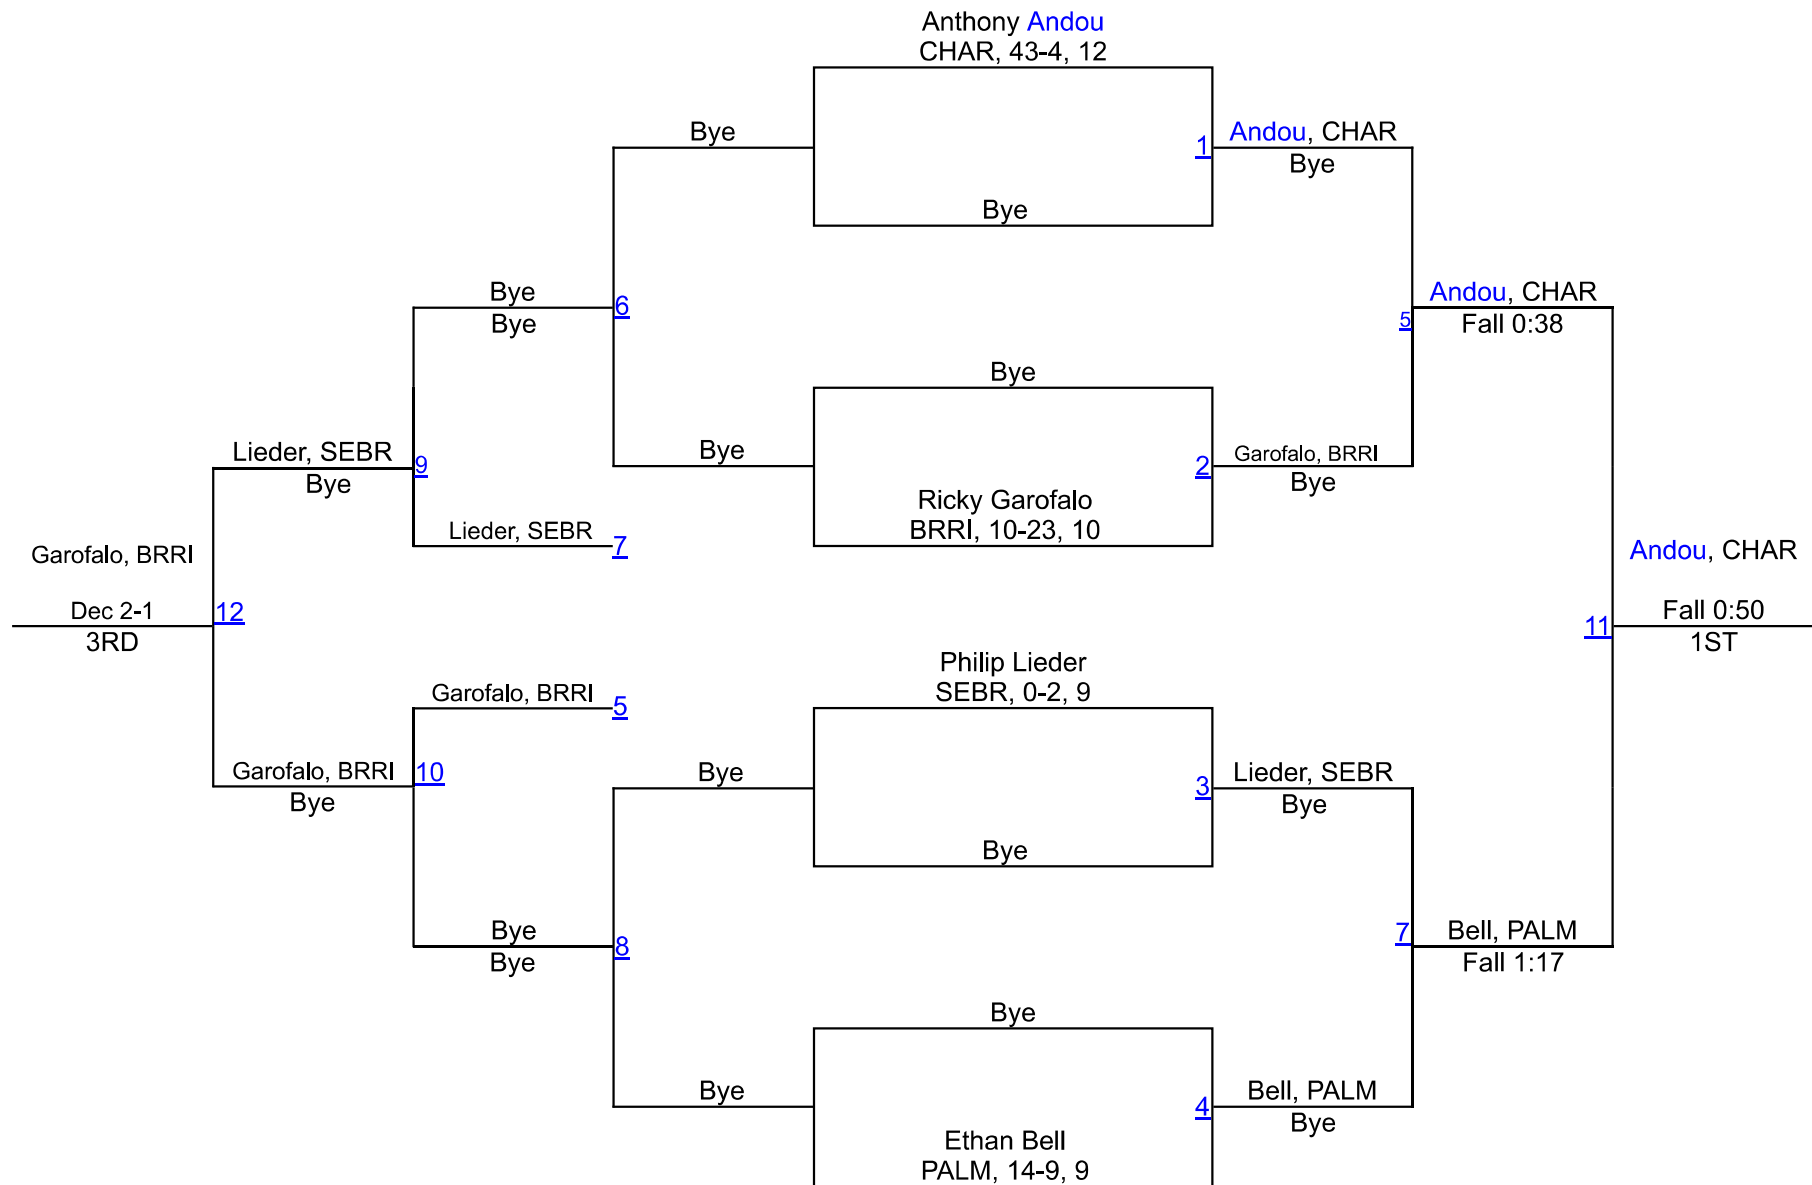 Anthony Andou
CHAR, 43-4, 12
Bye
1
Andou, CHAR
Bye
Bye
Bye
Bye
6
Andou, CHAR
Fall 0:38
5
Bye
Lieder, SEBR
Bye
9
Bye
2
Garofalo, BRRI
Bye
Ricky Garofalo
BRRI, 10-23, 10
Lieder, SEBR
7
Garofalo, BRRI
Dec 2-1
3RD
12
Andou, CHAR
Fall 0:50
1ST
11
Philip Lieder
SEBR, 0-2, 9
Garofalo, BRRI
5
Garofalo, BRRI
Bye
10
Bye
3
Lieder, SEBR
Bye
Bye
Bye
Bye
8
7
Bell, PALM
Fall 1:17
Bye
Bye
4
Bell, PALM
Bye
Ethan Bell
PALM, 14-9, 9